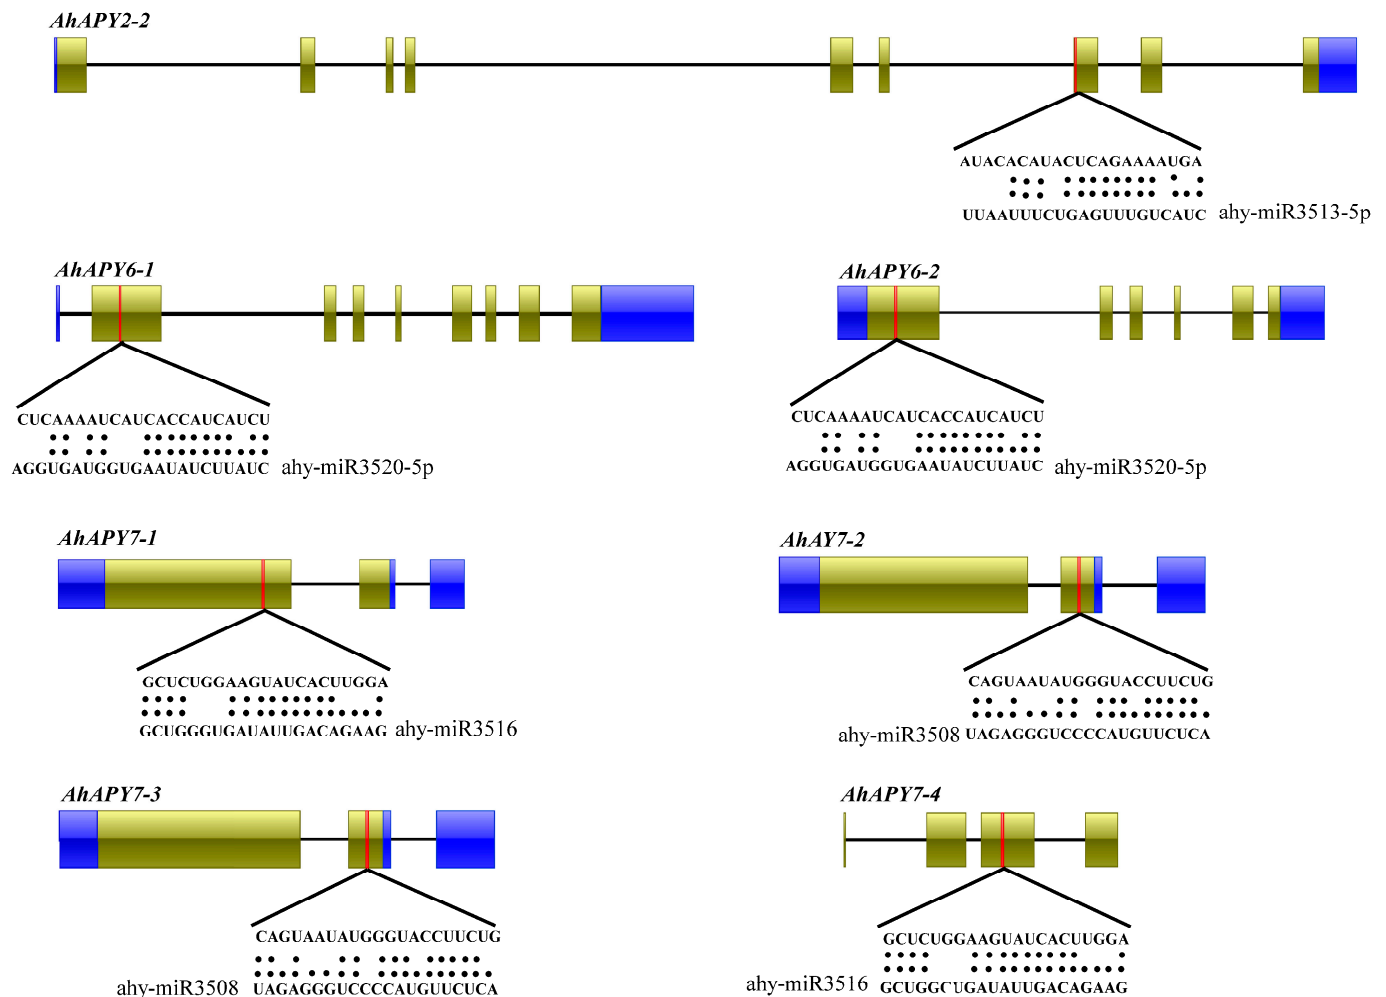 AhAPY2-2
AUACACAUACUCAGAAAAUGA
UUAAUUUCUGAGUUUGUCAUC ahy-miR3513-5p
AhAPY6-1
AhAPY6-2
CUCAAAAUCAUCACCAUCAUCU
CUCAAAAUCAUCACCAUCAUCU
AGGUGAUGGUGAAUAUCUUAUC ahy-miR3520-5p
AGGUGAUGGUGAAUAUCUUAUC ahy-miR3520-5p
AhAPY7-1
AhAY7-2
GCUCUGGAAGUAUCACUUGGA
CAGUAAUAUGGGUACCUUCUG
GCUGGGUGAUAUUGACAGAAG ahy-miR3516
ahy-miR3508 UAGAGGGUCCCCAUGUUCUCA
AhAPY7-3
AhAPY7-4
CAGUAAUAUGGGUACCUUCUG
GCUCUGGAAGUAUCACUUGGA
ahy-miR3508 UAGAGGGUCCCCAUGUUCUCA
ahy-miR3516 GCUGGCUGAUAUUGACAGAAG